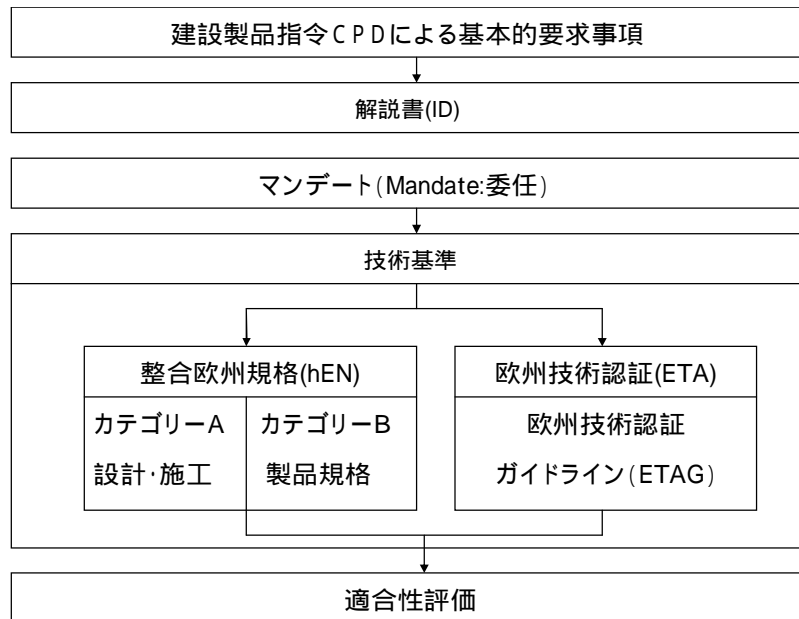 建設製品指令CPDによる基本的要求事項
解説書(ID)
マンデート(Mandate:委任)
技術基準
整合欧州規格(hEN)
カテゴリーA
設計・施工
カテゴリーB
製品規格
欧州技術認証(ETA)
欧州技術認証
ガイドライン(ETAG)
適合性評価